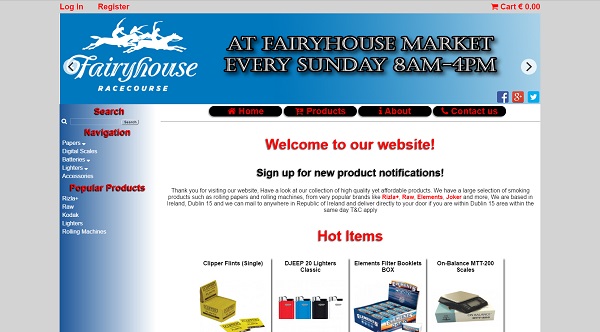 Log In Register
Cart € 0.00
AT FAIRYHOUSE MARKET
EVERY SUNDAY 8AM-4PM
Fairyhouse
RACECOURSE
Home
Products
About
Contact us
Search
Search
Navigation
Papers
Digital Scales
Batteries
Lighters
Accessories
Popular Products
Rizla+
Raw
Kodak
Lighters
Rolling Machines
Welcome to our website!
Sign up for new product notifications!
Thank you for visiting our website, Have a look at our collection of high quality yet affordable products. We have a large selection of smoking
products such as rolling papers and rolling machines, from very popular brands like Rizla+, Raw, Elements, Joker and more, We are based in
Ireland, Dublin 15 and we can mail to anywhere in Republic of Ireland and deliver directly to your door if you are within Dublin 15 area within the
same day T&C apply
Hot Items
Clipper Flints (Single)
DJEEP 20 Lighters
Classic
Elements Filter Booklets
BOX
On-Balance MTT-200
Scales
ELEMENTS